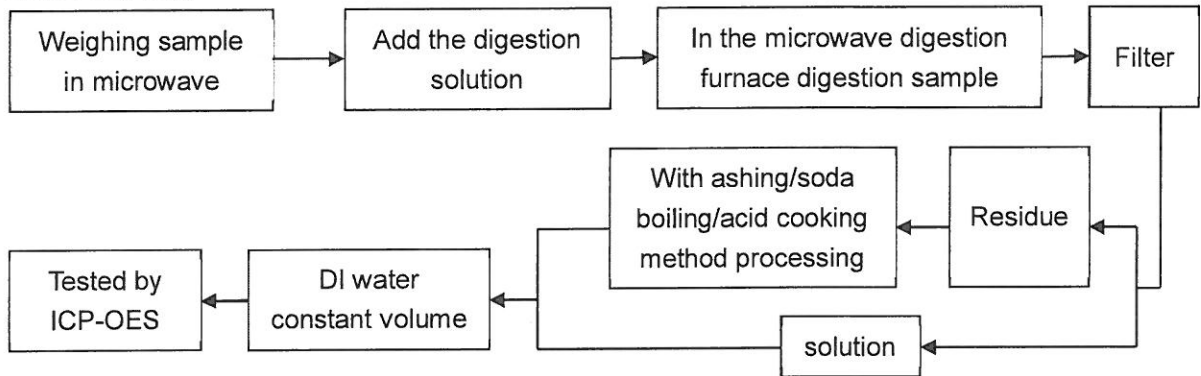 Weighing sample
in microwave
Add the digestion
solution
In the microwave digestion
furnace digestion sample
Filter
With ashing/soda
boiling/acid cooking
method processing
Residue
Tested by
ICP-OES
DI water
constant volume
solution